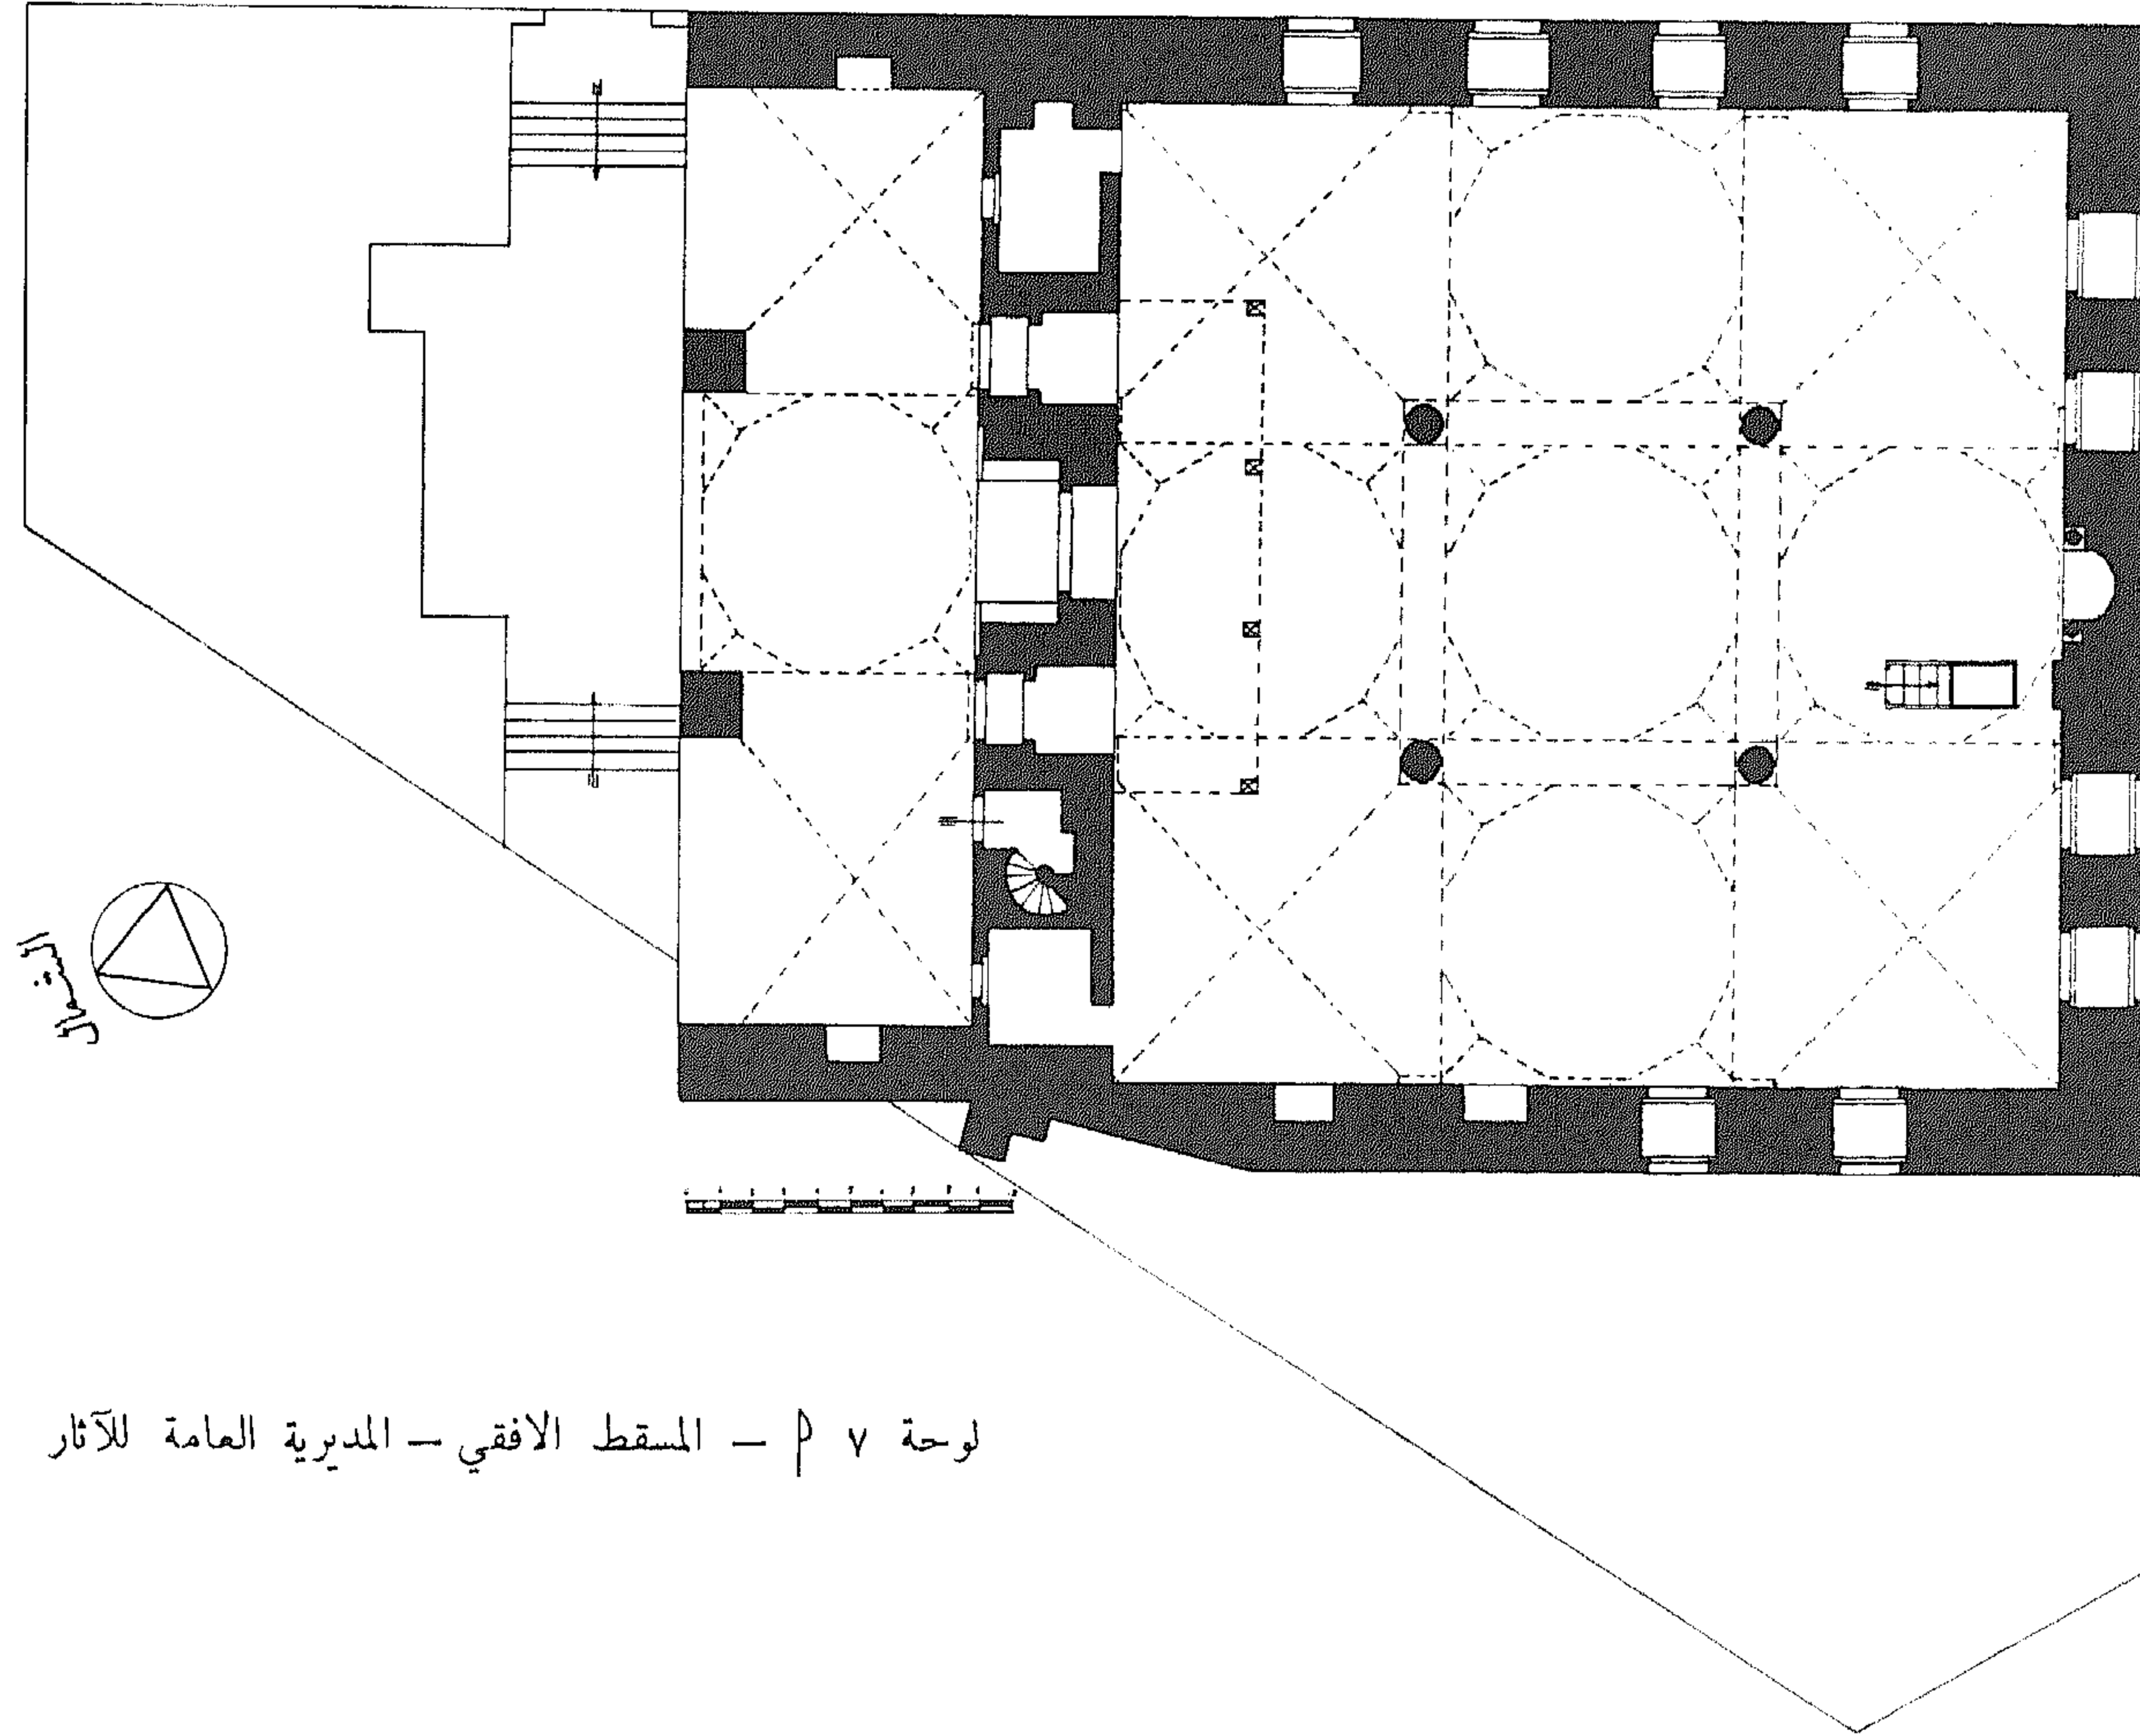 الشمال
لوحة ٧ م – المسقط الافقي – المديرية العامة للآثار